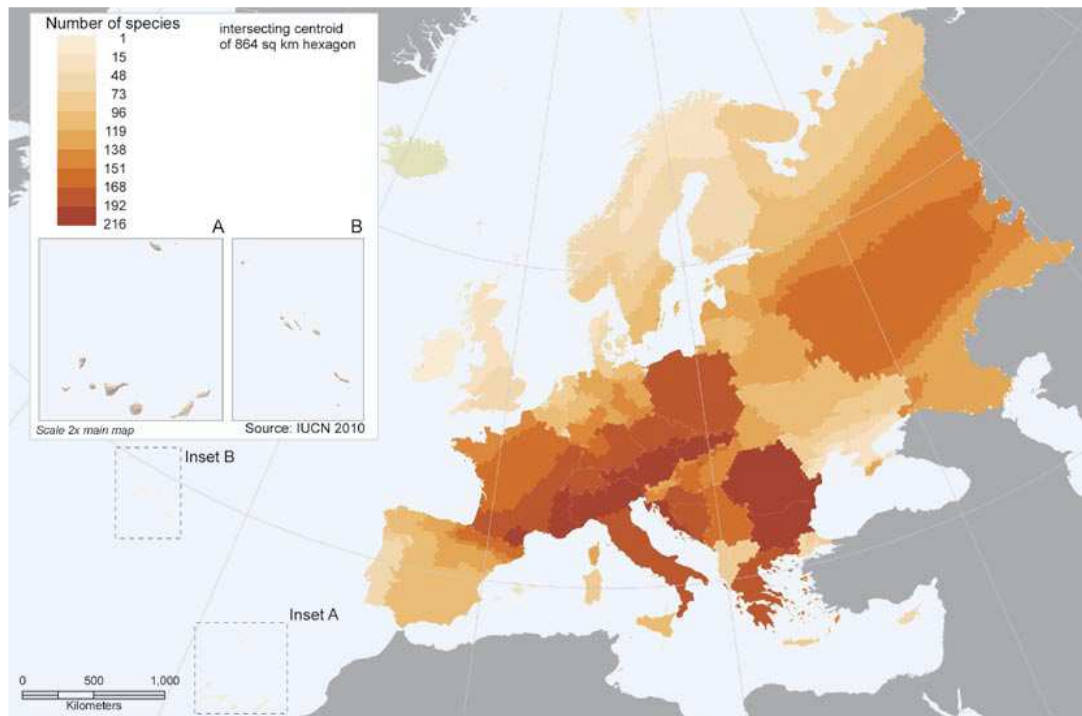 Number of species
intersecting centroid
of 864 sq km hexagon
1
15
48
73
96
119
138
151
168
192
216
A
B
Scale 2x main map
Source: IUCN 2010
Inset B
Inset A
0 500 1,000
Kilometers